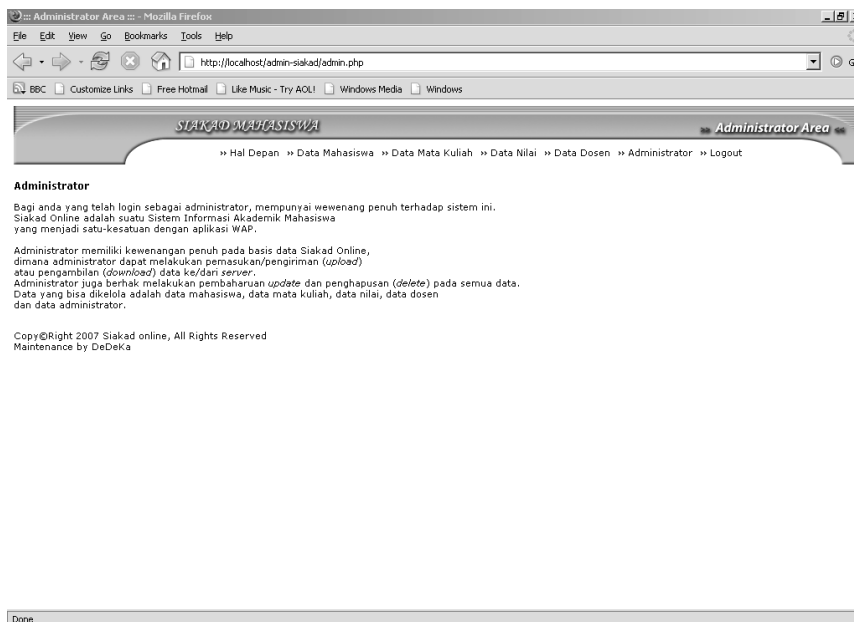 ::: Administrator Area ::: - Mozilla Firefox
File Edit View Go Bookmarks Tools Help
http://localhost/admin-siakad/admin.php G
BBC Customize Links Free Hotmail Like Music - Try AOL! Windows Media Windows
SIAKAD MAHASISWA »» Administrator Area ««
»» Hal Depan »» Data Mahasiswa »» Data Mata Kuliah »» Data Nilai »» Data Dosen »» Administrator »» Logout
Administrator
Bagi anda yang telah login sebagai administrator, mempunyai wewenang penuh terhadap sistem ini.
Siakad Online adalah suatu Sistem Informasi Akademik Mahasiswa
yang menjadi satu-kesatuan dengan aplikasi WAP.
Administrator memiliki kewenangan penuh pada basis data Siakad Online,
dimana administrator dapat melakukan pemasukan/pengiriman (upload)
atau pengambilan (download) data ke/dari server.
Administrator juga berhak melakukan pembaharuan update dan penghapusan (delete) pada semua data.
Data yang bisa dikelola adalah data mahasiswa, data mata kuliah, data nilai, data dosen
dan data administrator.
Copy©Right 2007 Siakad online, All Rights Reserved
Maintenance by DeDeKa
Done